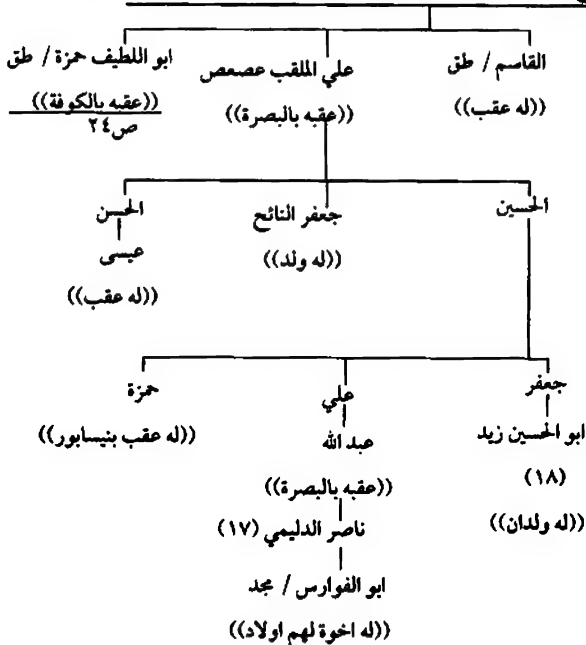 القاسم / طق
((له عقب))
علي الملقب عصعص
((عقبه بالبصرة))
ابو اللطيف حمزة / طق
((عقبه بالكوفة))
ص٢٤
الحسين
جعفر النائح
((له ولد))
الحسن
عيسى
((له عقب))
جعفر
ابو الحسين زيد
(١٨)
((له ولدان))
علي
عبد الله
((عقبه بالبصرة))
ناصر الدليمي (١٧)
ابو الفوارس / مجد
((له اخوة لهم اولاد))
حمزة
((له عقب بنيسابور))